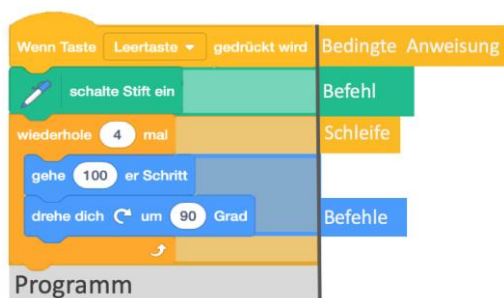 Wenn Taste Leertaste gedrückt wird Bedingte Anweisung
schalte Stift ein Befehl
wiederhole 4 mal Schleife
gehe 100 er Schritt
drehe dich um 90 Grad Befehle
Programm